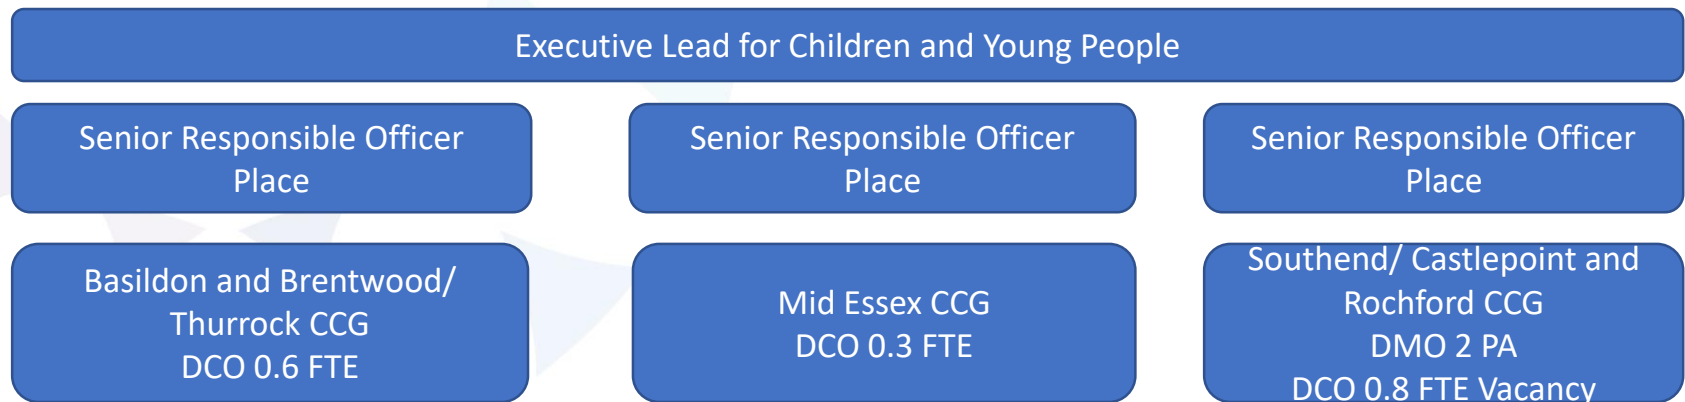 Executive Lead for Children and Young People
Senior Responsible Officer
Place
Senior Responsible Officer
Place
Senior Responsible Officer
Place
Basildon and Brentwood/
Thurrock CCG
DCO 0.6 FTE
Mid Essex CCG
DCO 0.3 FTE
Southend/ Castlepoint and
Rochford CCG
DMO 2 PA
DCO 0.8 FTE Vacancy